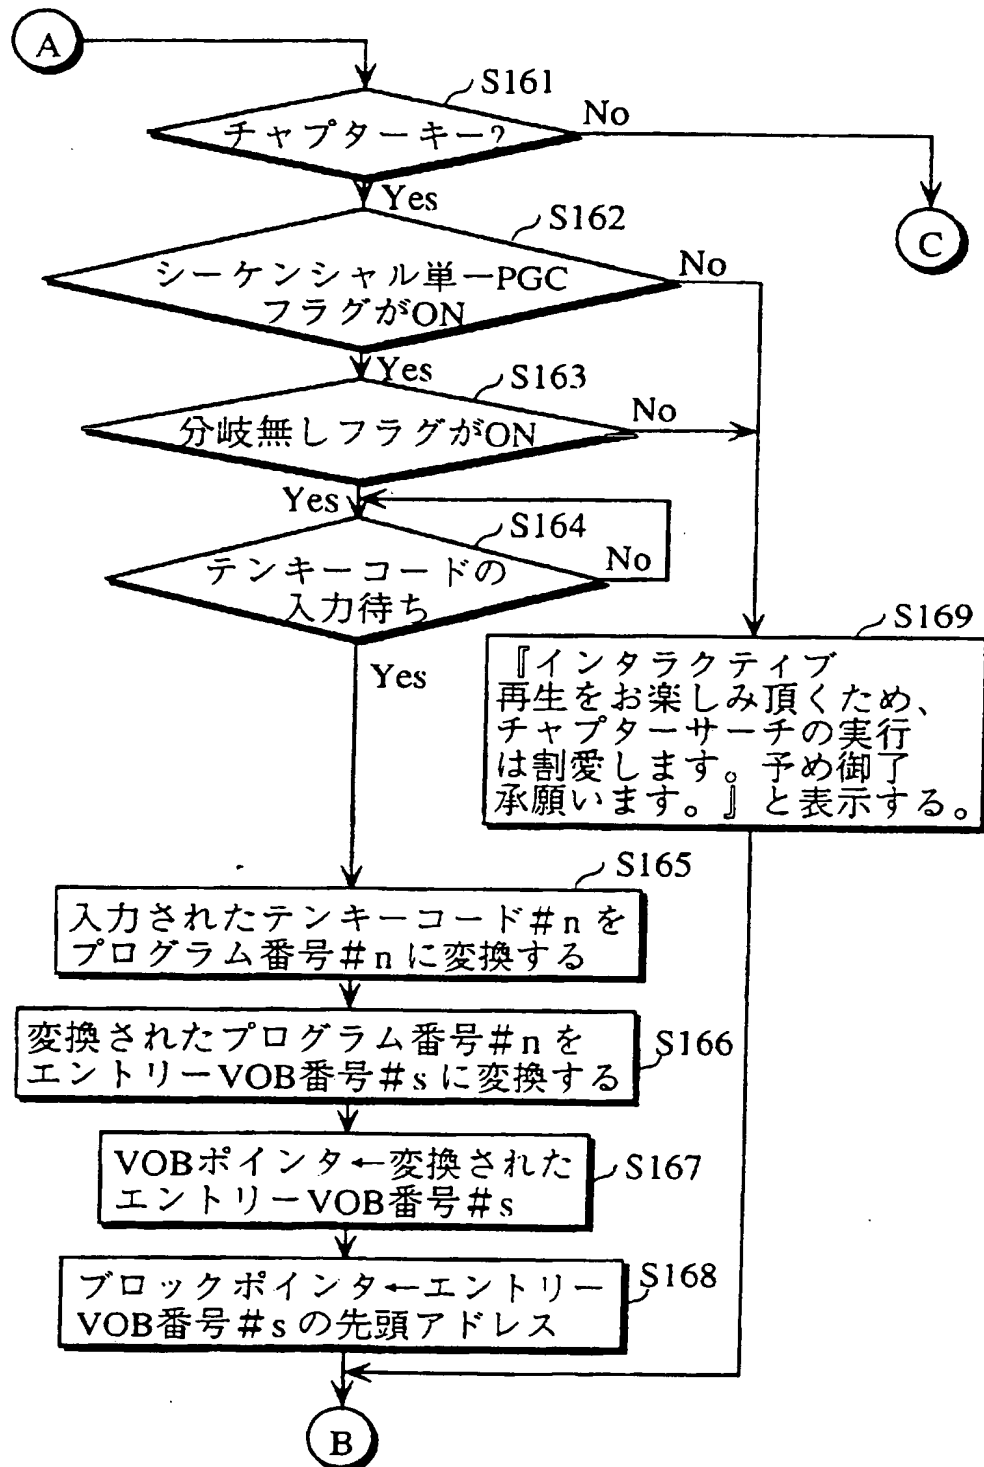 A
S161
チャプターキー?
No
Yes
C
S162
シーケンシャル単一PGC
フラグがON
No
Yes
S163
分岐無しフラグがON
No
Yes
S164
テンキーコードの
入力待ち
No
Yes
S169
『インタラクティブ
再生をお楽しみ頂くため、
チャプターサーチの実行
は割愛します。予め御了
承願います。』と表示する。
S165
入力されたテンキーコード#nを
プログラム番号#nに変換する
変換されたプログラム番号#nを
エントリーVOB番号#sに変換する
S166
VOBポインタ←変換された
エントリーVOB番号#s
S167
ブロックポインタ←エントリー
VOB番号#sの先頭アドレス
S168
B